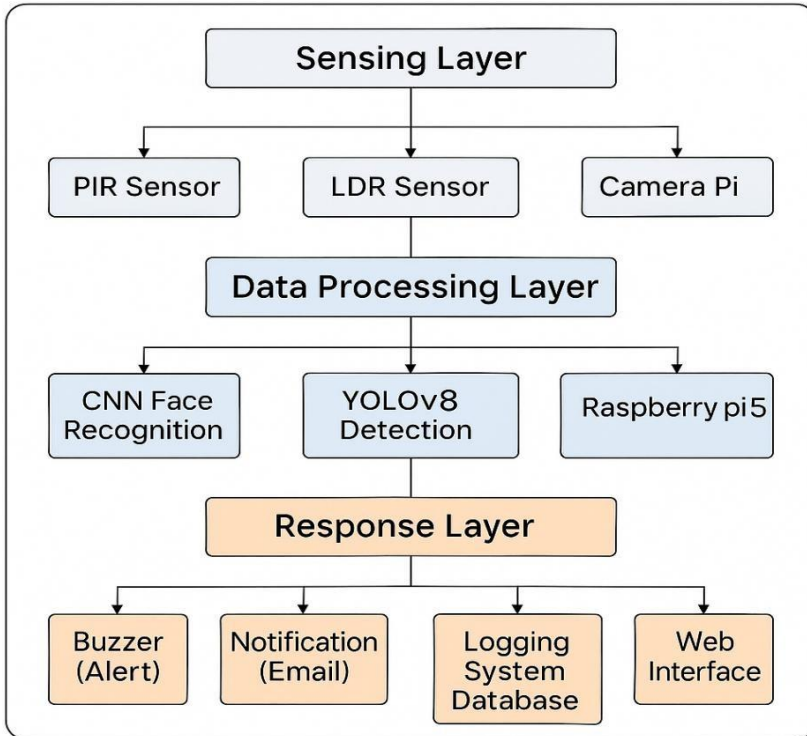 Sensing Layer
PIR Sensor
LDR Sensor
Camera Pi
Data Processing Layer
CNN Face
Recognition
YOLOv8
Detection
Raspberry pi5
Response Layer
Buzzer
(Alert)
Notification
(Email)
Logging
System
Database
Web
Interface